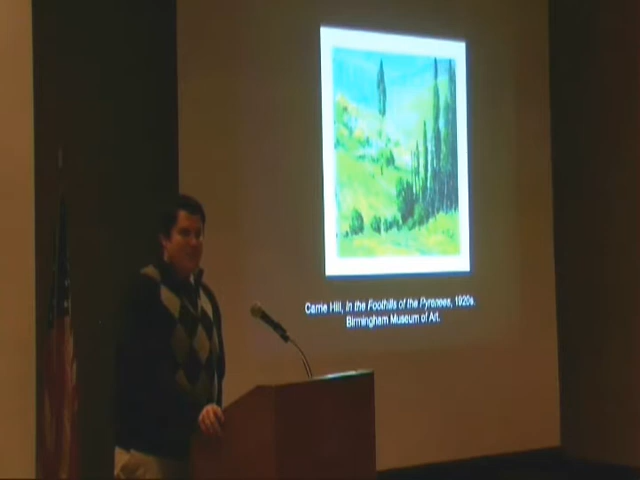 Carrie Hill, In the Foothills of the Pyrenees, 1920s.
Birmingham Museum of Art.